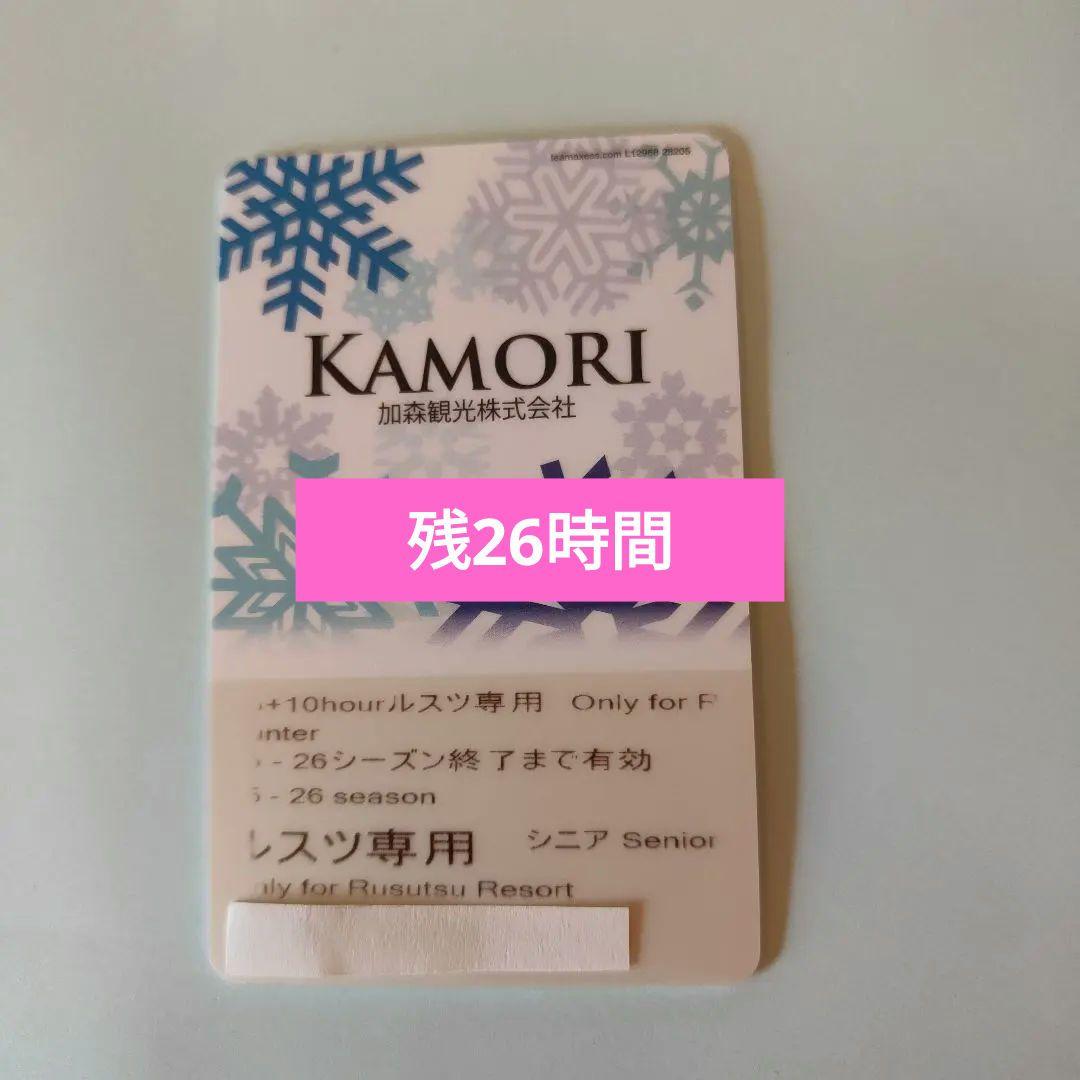 teamaxess.com L12968 28205
KAMORI
加森観光株式会社
残26時間
+10hourルスツ専用 Only for R
inter
- 26シーズン終了まで有効
5 - 26 season
ルスツ専用 シニア Senior
nly for Rusutsu Resort